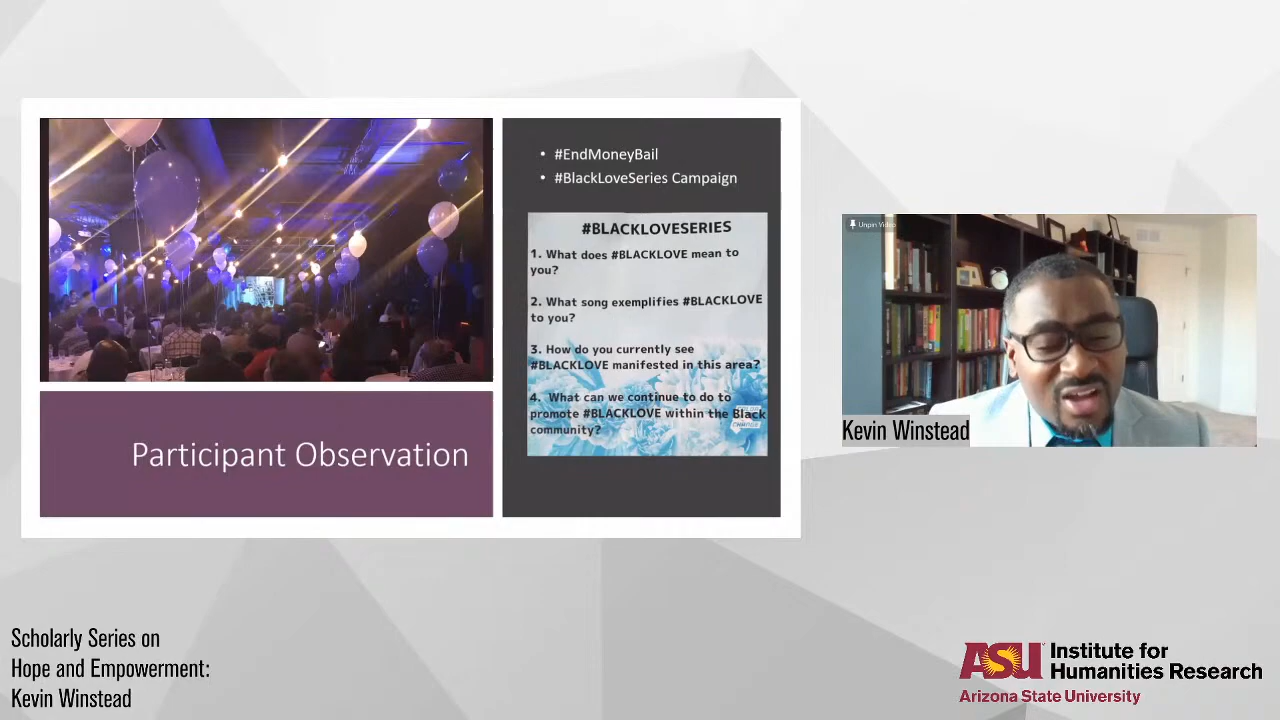 #EndMoneyBail
#BlackLoveSeries Campaign
#BLACKLOVESERIES
1. What does #BLACKLOVE mean to
you?
2. What song exemplifies #BLACKLOVE
to you?
3. How do you currently see
#BLACKLOVE manifested in this area?
4. What can we continue to do to
promote #BLACKLOVE within the Black
community?
CHANGE
Participant Observation
Unpin Video
Kevin Winstead
Scholarly Series on
Hope and Empowerment:
Kevin Winstead
ASU Institute for
Humanities Research
Arizona State University